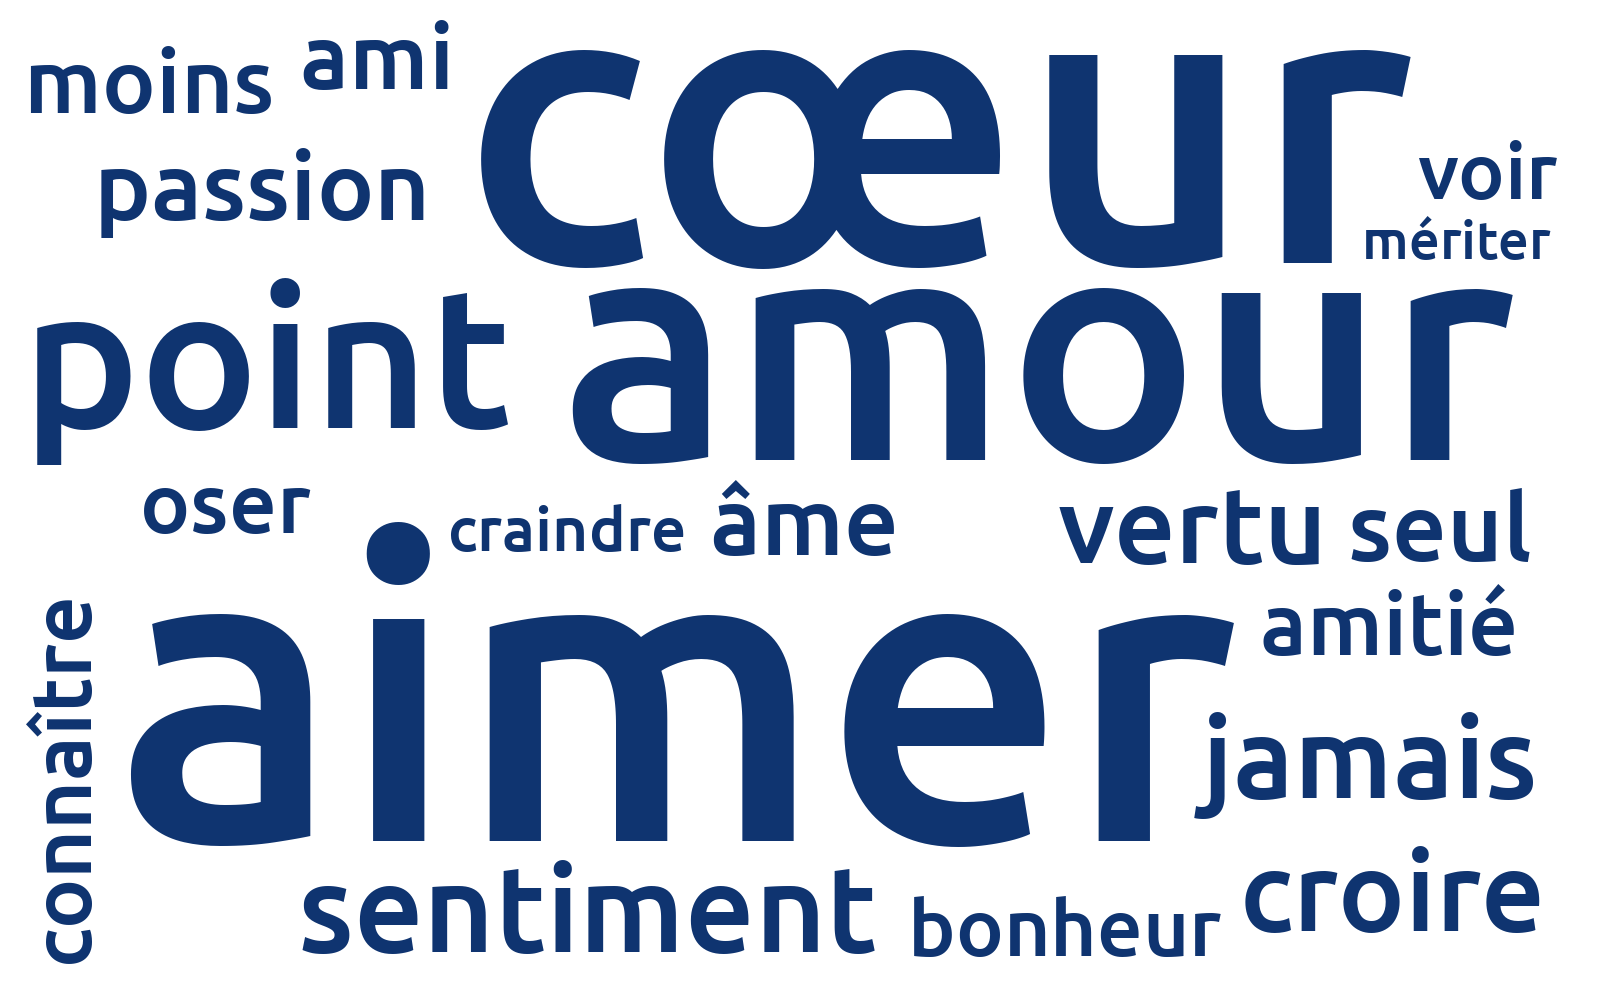 moins ami cœur
passion voir
mériter
point amour
oser craindre âme vertu seul
connaître aimer amitié
jamais
sentiment bonheur croire